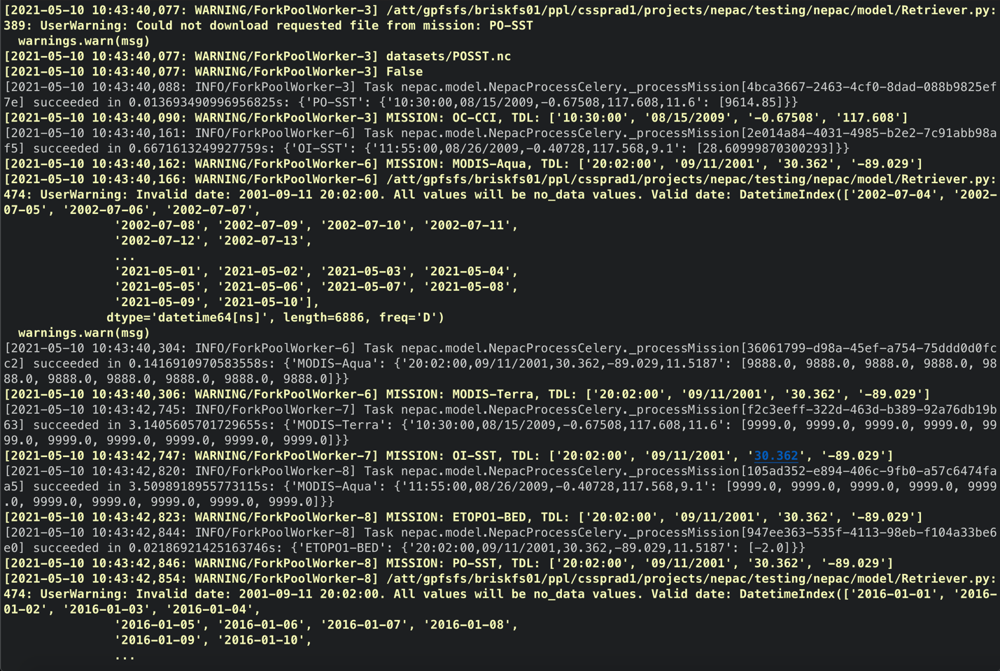 [2021-05-10 10:43:40,077: WARNING/ForkPoolWorker-3] /att/gpfsfs/briskfs01/ppl/cssprad1/projects/nepac/testing/nepac/model/Retriever.py:
389: UserWarning: Could not download requested file from mission: PO-SST
  warnings.warn(msg)
[2021-05-10 10:43:40,077: WARNING/ForkPoolWorker-3] datasets/POSST.nc
[2021-05-10 10:43:40,077: WARNING/ForkPoolWorker-3] False
[2021-05-10 10:43:40,088: INFO/ForkPoolWorker-3] Task nepac.model.NepacProcessCelery._processMission[4bca3667-2463-4cf0-8dad-088b9825ef
7e] succeeded in 0.013693490996956825s: {'PO-SST': {'10:30:00,08/15/2009,-0.67508,117.608,11.6': [9614.85]}}
[2021-05-10 10:43:40,090: WARNING/ForkPoolWorker-3] MISSION: OC-CCI, TDL: ['10:30:00', '08/15/2009', '-0.67508', '117.608']
[2021-05-10 10:43:40,161: INFO/ForkPoolWorker-6] Task nepac.model.NepacProcessCelery._processMission[2e014a84-4031-4985-b2e2-7c91abb98a
f5] succeeded in 0.6671613249927759s: {'OI-SST': {'11:55:00,08/26/2009,-0.40728,117.568,9.1': [28.60999870300293]}}
[2021-05-10 10:43:40,162: WARNING/ForkPoolWorker-6] MISSION: MODIS-Aqua, TDL: ['20:02:00', '09/11/2001', '30.362', '-89.029']
[2021-05-10 10:43:40,166: WARNING/ForkPoolWorker-6] /att/gpfsfs/briskfs01/ppl/cssprad1/projects/nepac/testing/nepac/model/Retriever.py:
474: UserWarning: Invalid date: 2001-09-11 20:02:00. All values will be no_data values. Valid date: DatetimeIndex(['2002-07-04', '2002-
07-05', '2002-07-06', '2002-07-07',
               '2002-07-08', '2002-07-09', '2002-07-10', '2002-07-11',
               '2002-07-12', '2002-07-13',
               ...
               '2021-05-01', '2021-05-02', '2021-05-03', '2021-05-04',
               '2021-05-05', '2021-05-06', '2021-05-07', '2021-05-08',
               '2021-05-09', '2021-05-10'],
              dtype='datetime64[ns]', length=6886, freq='D')
  warnings.warn(msg)
[2021-05-10 10:43:40,304: INFO/ForkPoolWorker-6] Task nepac.model.NepacProcessCelery._processMission[36061799-d98a-45ef-a754-75ddd0d0fc
c2] succeeded in 0.1416910970583558s: {'MODIS-Aqua': {'20:02:00,09/11/2001,30.362,-89.029,11.5187': [9888.0, 9888.0, 9888.0, 9888.0, 98
88.0, 9888.0, 9888.0, 9888.0, 9888.0, 9888.0]}}
[2021-05-10 10:43:40,306: WARNING/ForkPoolWorker-6] MISSION: MODIS-Terra, TDL: ['20:02:00', '09/11/2001', '30.362', '-89.029']
[2021-05-10 10:43:42,745: INFO/ForkPoolWorker-7] Task nepac.model.NepacProcessCelery._processMission[f2c3eeff-322d-463d-b389-92a76db19b
63] succeeded in 3.1405605701729655s: {'MODIS-Terra': {'10:30:00,08/15/2009,-0.67508,117.608,11.6': [9999.0, 9999.0, 9999.0, 9999.0, 99
99.0, 9999.0, 9999.0, 9999.0, 9999.0, 9999.0]}}
[2021-05-10 10:43:42,747: WARNING/ForkPoolWorker-7] MISSION: OI-SST, TDL: ['20:02:00', '09/11/2001', '30.362', '-89.029']
[2021-05-10 10:43:42,820: INFO/ForkPoolWorker-8] Task nepac.model.NepacProcessCelery._processMission[105ad352-e894-406c-9fb0-a57c6474fa
a5] succeeded in 3.5098918955773115s: {'MODIS-Aqua': {'11:55:00,08/26/2009,-0.40728,117.568,9.1': [9999.0, 9999.0, 9999.0, 9999.0, 9999
.0, 9999.0, 9999.0, 9999.0, 9999.0, 9999.0]}}
[2021-05-10 10:43:42,823: WARNING/ForkPoolWorker-8] MISSION: ETOPO1-BED, TDL: ['20:02:00', '09/11/2001', '30.362', '-89.029']
[2021-05-10 10:43:42,844: INFO/ForkPoolWorker-8] Task nepac.model.NepacProcessCelery._processMission[947ee363-535f-4113-98eb-f104a33be6
e0] succeeded in 0.02186921425163746s: {'ETOPO1-BED': {'20:02:00,09/11/2001,30.362,-89.029,11.5187': [-2.0]}}
[2021-05-10 10:43:42,846: WARNING/ForkPoolWorker-8] MISSION: PO-SST, TDL: ['20:02:00', '09/11/2001', '30.362', '-89.029']
[2021-05-10 10:43:42,854: WARNING/ForkPoolWorker-8] /att/gpfsfs/briskfs01/ppl/cssprad1/projects/nepac/testing/nepac/model/Retriever.py:
474: UserWarning: Invalid date: 2001-09-11 20:02:00. All values will be no_data values. Valid date: DatetimeIndex(['2016-01-01', '2016-
01-02', '2016-01-03', '2016-01-04',
               '2016-01-05', '2016-01-06', '2016-01-07', '2016-01-08',
               '2016-01-09', '2016-01-10',
               ...